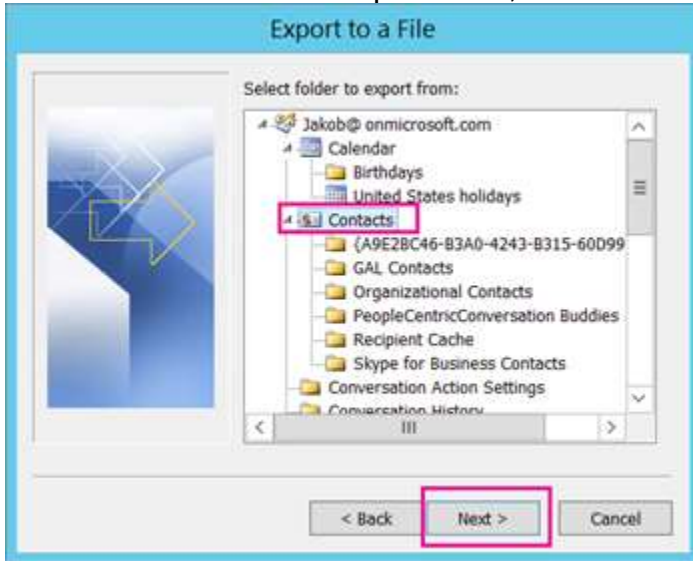 Export to a File
Select folder to export from:
Jakob@ onmicrosoft.com
Calendar
Birthdays
United States holidays
Contacts
{A9E2BC46-B3A0-4243-B315-60D99
GAL Contacts
Organizational Contacts
PeopleCentricConversation Buddies
Recipient Cache
Skype for Business Contacts
Conversation Action Settings
Conversation History
< Back Next > Cancel